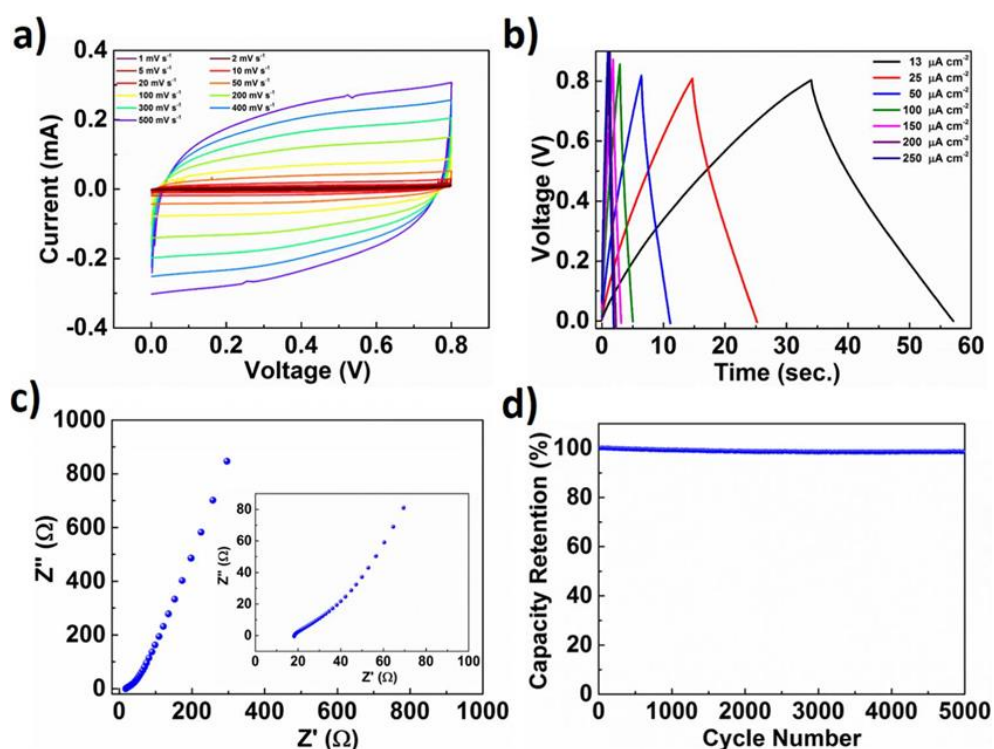 a)
0.4
0.2
0.0
-0.2
-0.4
Current (mA)
1 mV s⁻¹ 2 mV s⁻¹
5 mV s⁻¹ 10 mV s⁻¹
20 mV s⁻¹ 50 mV s⁻¹
100 mV s⁻¹ 200 mV s⁻¹
300 mV s⁻¹ 400 mV s⁻¹
500 mV s⁻¹
0.0 0.2 0.4 0.6 0.8
Voltage (V)
b)
0.8
0.6
0.4
0.2
0.0
Voltage (V)
13 μA cm⁻²
25 μA cm⁻²
50 μA cm⁻²
100 μA cm⁻²
150 μA cm⁻²
200 μA cm⁻²
250 μA cm⁻²
0 10 20 30 40 50 60
Time (sec.)
c)
1000
800
600
400
200
0
Z'' (Ω)
80
60
40
20
0
Z'' (Ω)
0 20 40 60 80 100
Z' (Ω)
0 200 400 600 800 1000
Z' (Ω)
d)
100
80
60
40
20
0
Capacity Retention (%)
0 1000 2000 3000 4000 5000
Cycle Number